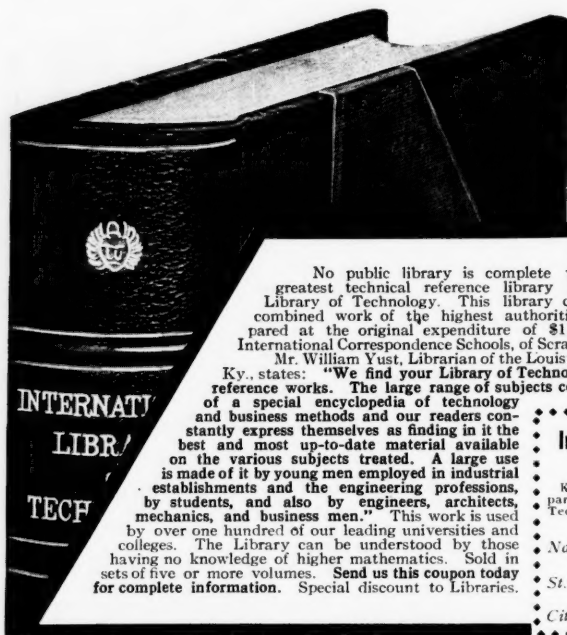 INTERNAT
LIBR
TECH
No public library is complete
greatest technical reference library
Library of Technology. This library
combined work of the highest authoriti
pared at the original expenditure of $1
International Correspondence Schools, of Scra
Mr. William Yust, Librarian of the Louis
Ky., states: "We find your Library of Techno
reference works. The large range of subjects co
of a special encyclopedia of technology
and business methods and our readers con-
stantly express themselves as finding in it the
best and most up-to-date material available
on the various subjects treated. A large use
is made of it by young men employed in industrial
establishments and the engineering professions,
by students, and also by engineers, architects,
mechanics, and business men." This work is used
by over one hundred of our leading universities and
colleges. The Library can be understood by those
having no knowledge of higher mathematics. Sold in
sets of five or more volumes. Send us this coupon today
for complete information. Special discount to Libraries.
In
K
par
Tec
Na
St.
Cit